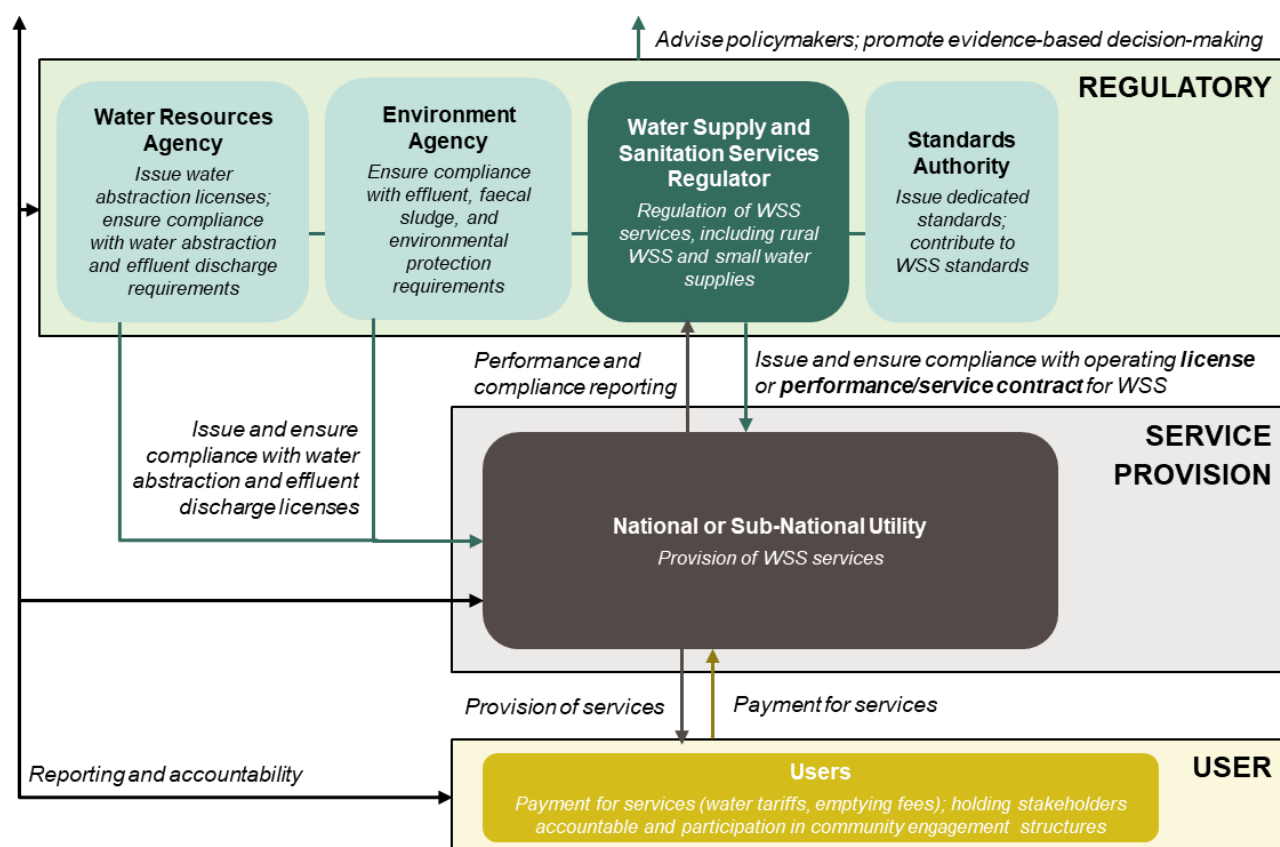 Advise policymakers; promote evidence-based decision-making
REGULATORY
Water Resources
Agency
Issue water
abstraction licenses;
ensure compliance
with water abstraction
and effluent discharge
requirements
Environment
Agency
Ensure compliance
with effluent, faecal
sludge, and
environmental
protection
requirements
Water Supply and
Sanitation Services
Regulator
Regulation of WSS
services, including rural
WSS and small water
supplies
Standards
Authority
Issue dedicated
standards;
contribute to
WSS standards
Performance and
compliance reporting
Issue and ensure compliance with operating license
or performance/service contract for WSS
Issue and ensure
compliance with water
abstraction and effluent
discharge licenses
SERVICE
PROVISION
National or Sub-National Utility
Provision of WSS services
Provision of services
Payment for services
Reporting and accountability
USER
Users
Payment for services (water tariffs, emptying fees); holding stakeholders
accountable and participation in community engagement structures